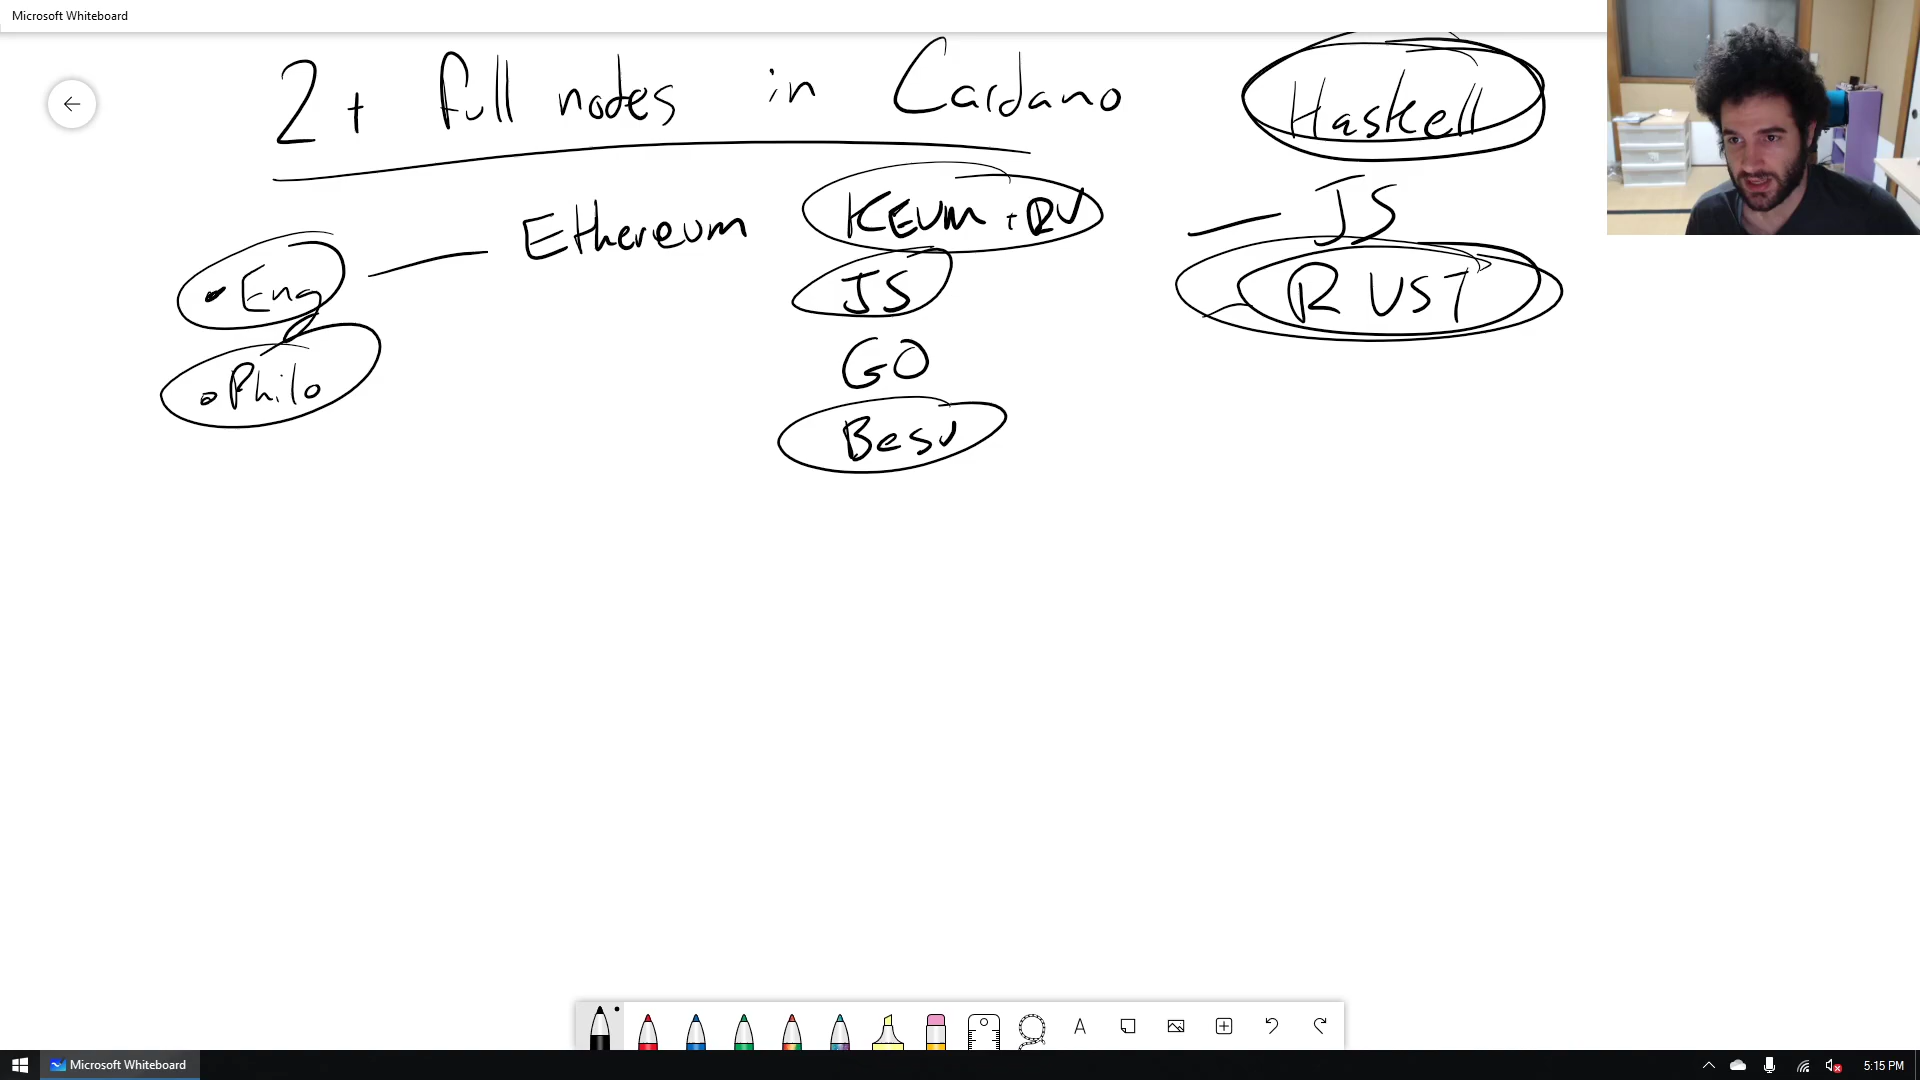 Microsoft Whiteboard
2+ full nodes in Cardano
Haskell
Ethereum
KEVM + RV
JS
GO
Besu
JS
RUST
• Eng
• Philo
A
Microsoft Whiteboard
5:15 PM